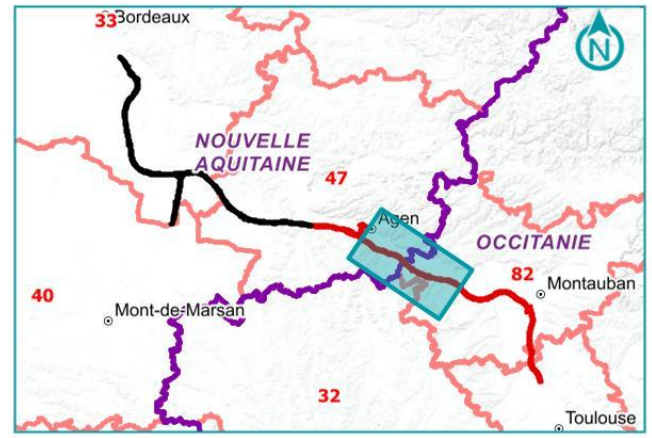 33
Bordeaux
N
NOUVELLE
AQUITAINE
47
Agen
OCCITANIE
82
Montauban
40
Mont-de-Marsan
32
Toulouse